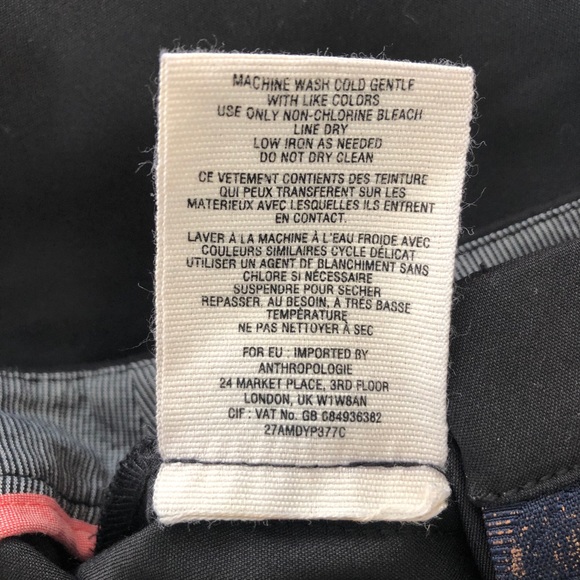 MACHINE WASH COLD GENTLE
WITH LIKE COLORS
USE ONLY NON-CHLORINE BLEACH
LINE DRY
LOW IRON AS NEEDED
DO NOT DRY CLEAN
CE VETEMENT CONTIENTS DES TEINTURE
QUI PEUX TRANSFERENT SUR LES
MATERIEUX AVEC LESQUELLES ILS ENTRENT
EN CONTACT.
LAVER À LA MACHINE À L'EAU FROIDE AVEC
COULEURS SIMILAIRES CYCLE DÉLICAT
UTILISER UN AGENT DE BLANCHIMENT SANS
CHLORE SI NÉCESSAIRE
SUSPENDRE POUR SECHER
REPASSER, AU BESOIN, À TRÈS BASSE
TEMPÉRATURE
NE PAS NETTOYER À SEC
FOR EU : IMPORTED BY
ANTHROPOLOGIE
24 MARKET PLACE, 3RD FLOOR
LONDON, UK W1W8AN
CIF : VAT No. GB 684936382
27AMDYP377C